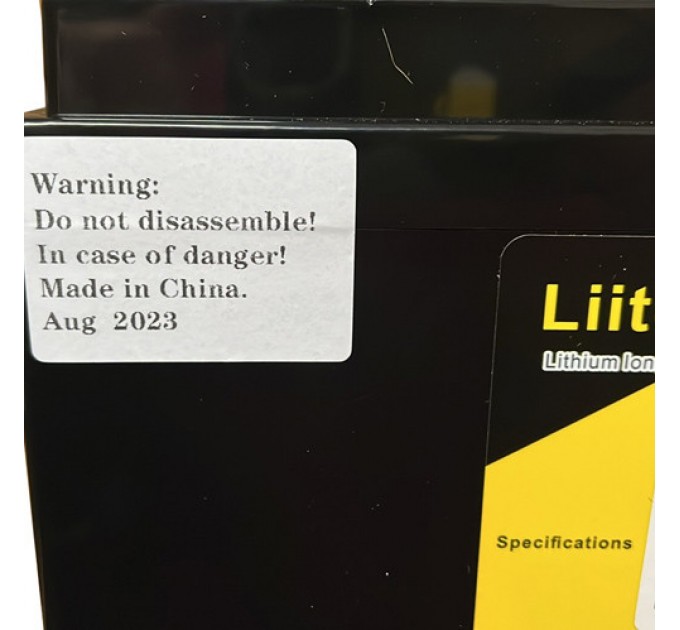 Warning:
Do not disassemble!
In case of danger!
Made in China.
Aug 2023
Liit
Lithium Ion
Specifications